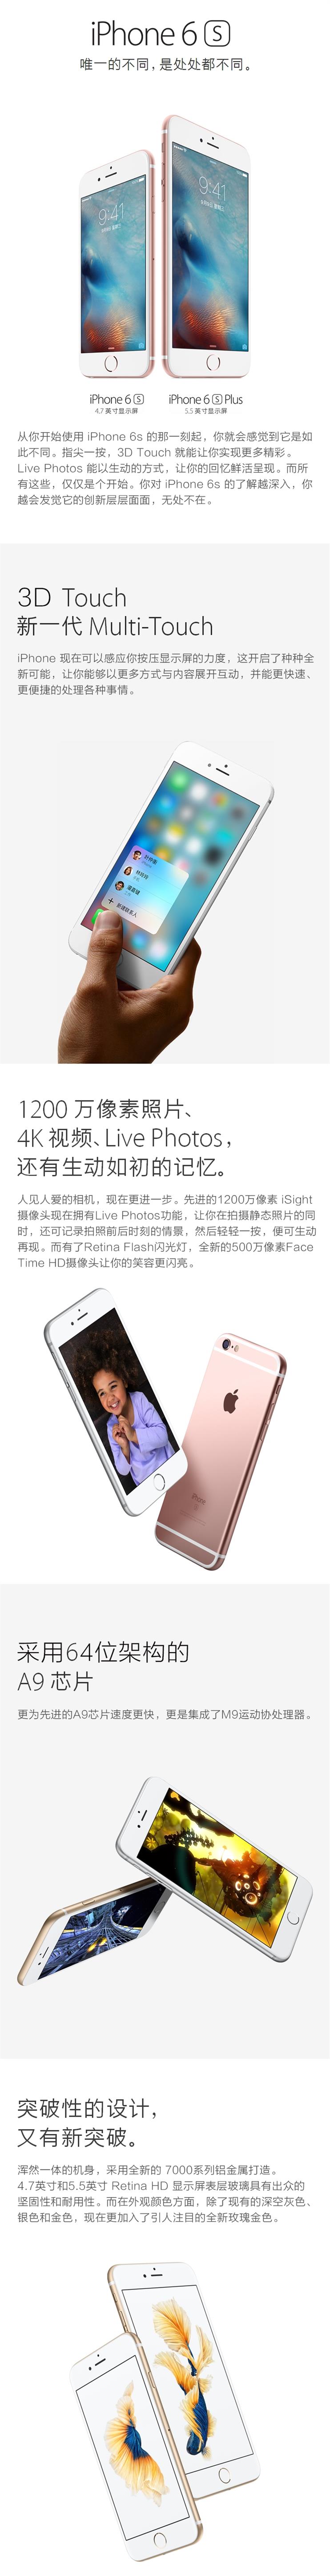 iPhone 6 S
唯一的不同，是处处都不同。
9:41
9:41
iPhone 6 S
iPhone 6 S Plus
4.7 英寸显示屏
5.5 英寸显示屏
从你开始使用 iPhone 6s 的那一刻起，你就会感觉到它是如
此不同。指尖一按，3D Touch 就能让你实现更多精彩。
Live Photos 能以生动的方式，让你的回忆鲜活呈现。而所
有这些，仅仅是个开始。你对 iPhone 6s 的了解越深入，你
越会发觉它的创新层层面面，无处不在。
3D Touch
新一代 Multi-Touch
iPhone 现在可以感应你按压显示屏的力度，这开启了种种全
新可能，让你能够以更多方式与内容展开互动，并能更快速、
更便捷的处理各种事情。
新建联系人
1200 万像素照片、
4K 视频、Live Photos，
还有生动如初的记忆。
人见人爱的相机，现在更进一步。先进的1200万像素 iSight
摄像头现在拥有Live Photos功能，让你在拍摄静态照片的同
时，还可记录拍照前后时刻的情景，然后轻轻一按，便可生动
再现。而有了Retina Flash闪光灯，全新的500万像素Face
Time HD摄像头让你的笑容更闪亮。
iPhone
采用64位架构的
A9 芯片
更为先进的A9芯片速度更快，更是集成了M9运动协处理器。
突破性的设计，
又有新突破。
浑然一体的机身，采用全新的 7000系列铝金属打造。
4.7英寸和5.5英寸 Retina HD 显示屏表层玻璃具有出众的
坚固性和耐用性。而在外观颜色方面，除了现有的深空灰色、
银色和金色，现在更加入了引人注目的全新玫瑰金色。